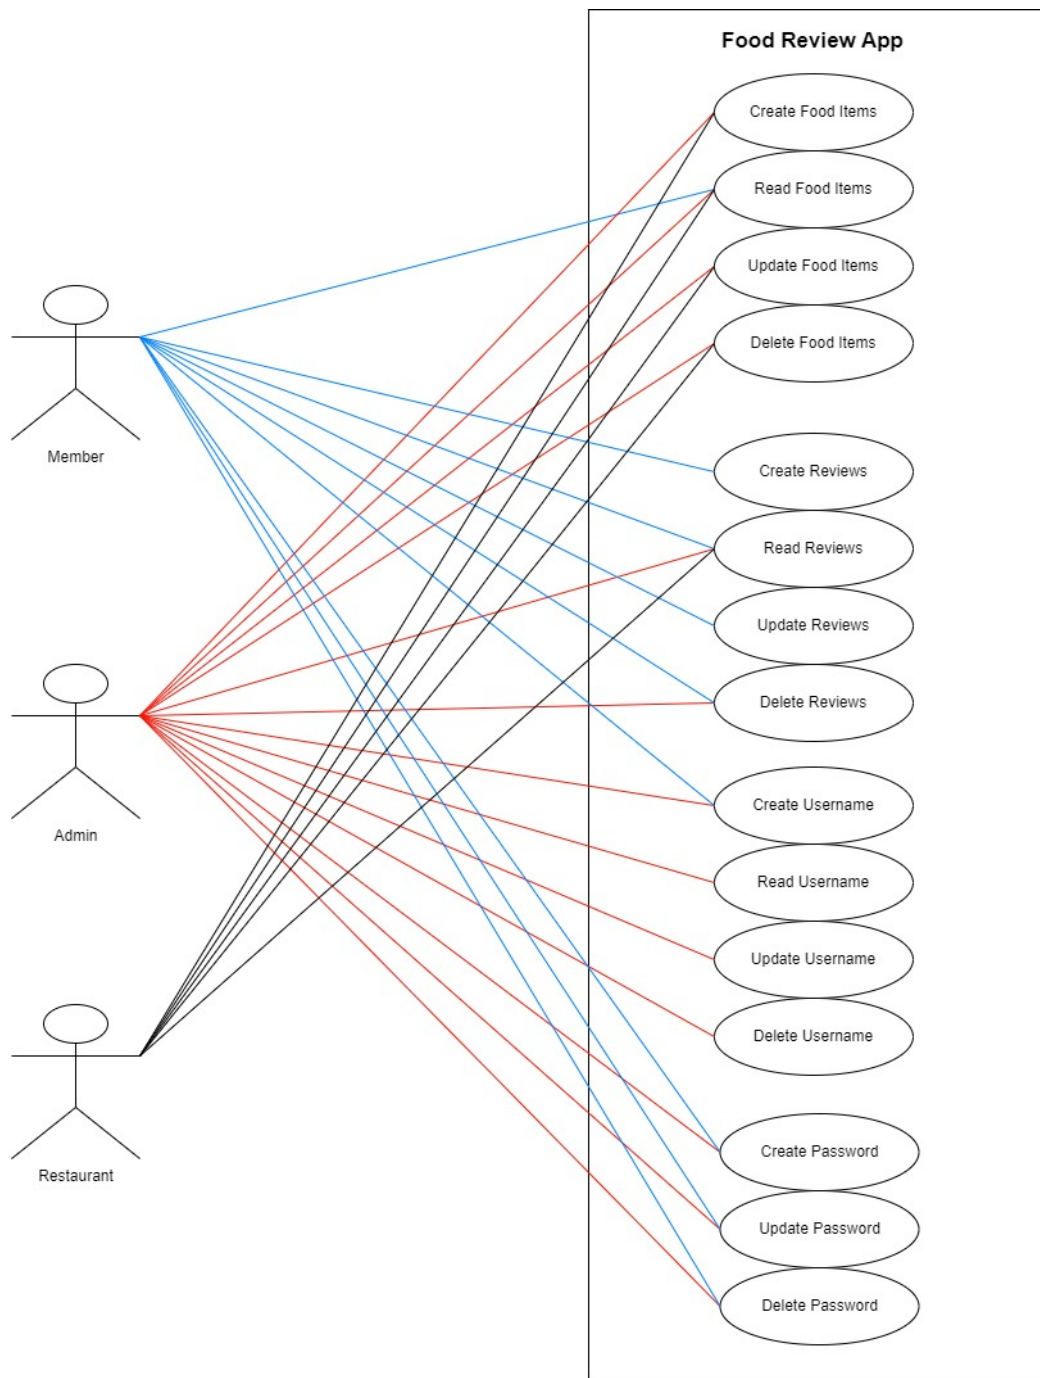 Food Review App
Create Food Items
Read Food Items
Update Food Items
Delete Food Items
Member
Create Reviews
Read Reviews
Update Reviews
Delete Reviews
Admin
Create Username
Read Username
Update Username
Delete Username
Restaurant
Create Password
Update Password
Delete Password